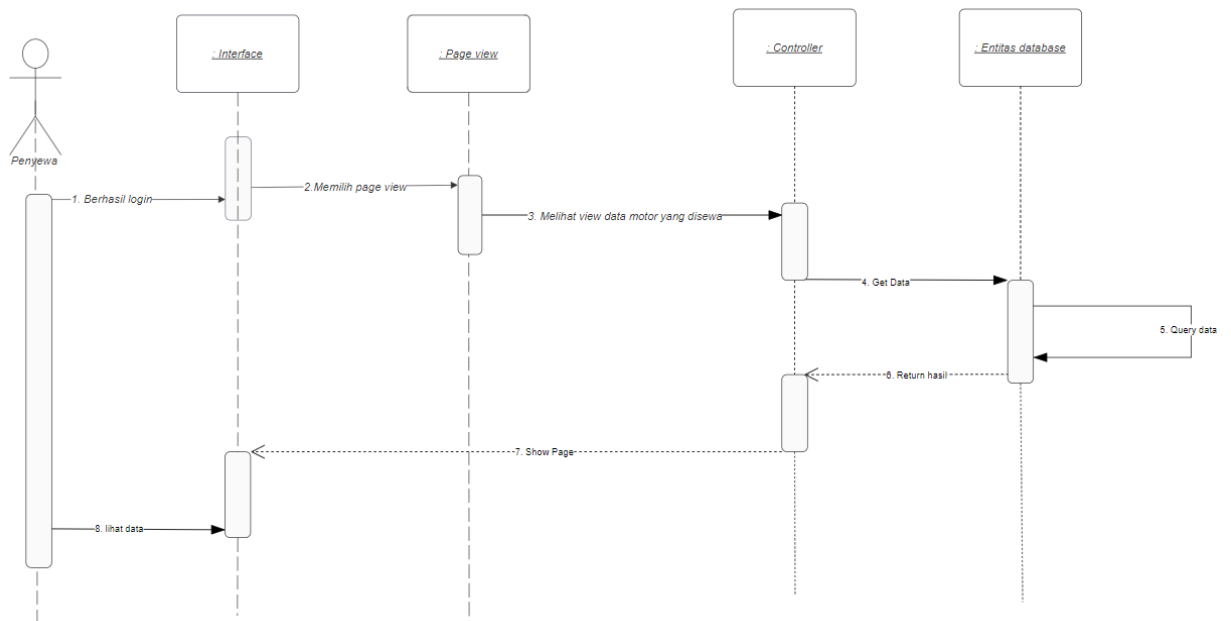 : Interface
: Page view
: Controller
: Entitas database
Penyewa
1. Berhasil login
2.Memilih page view
3. Melihat view data motor yang disewa
4. Get Data
5. Query data
6. Return hasil
7. Show Page
8. lihat data